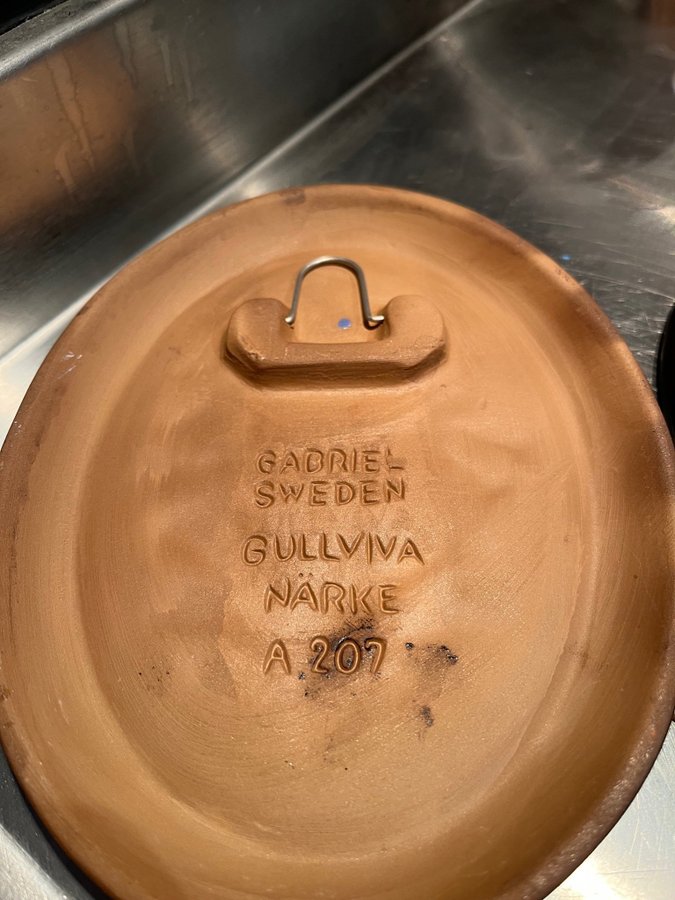 GABRIEL
SWEDEN
GULLVIVA
NÄRKE
A 207